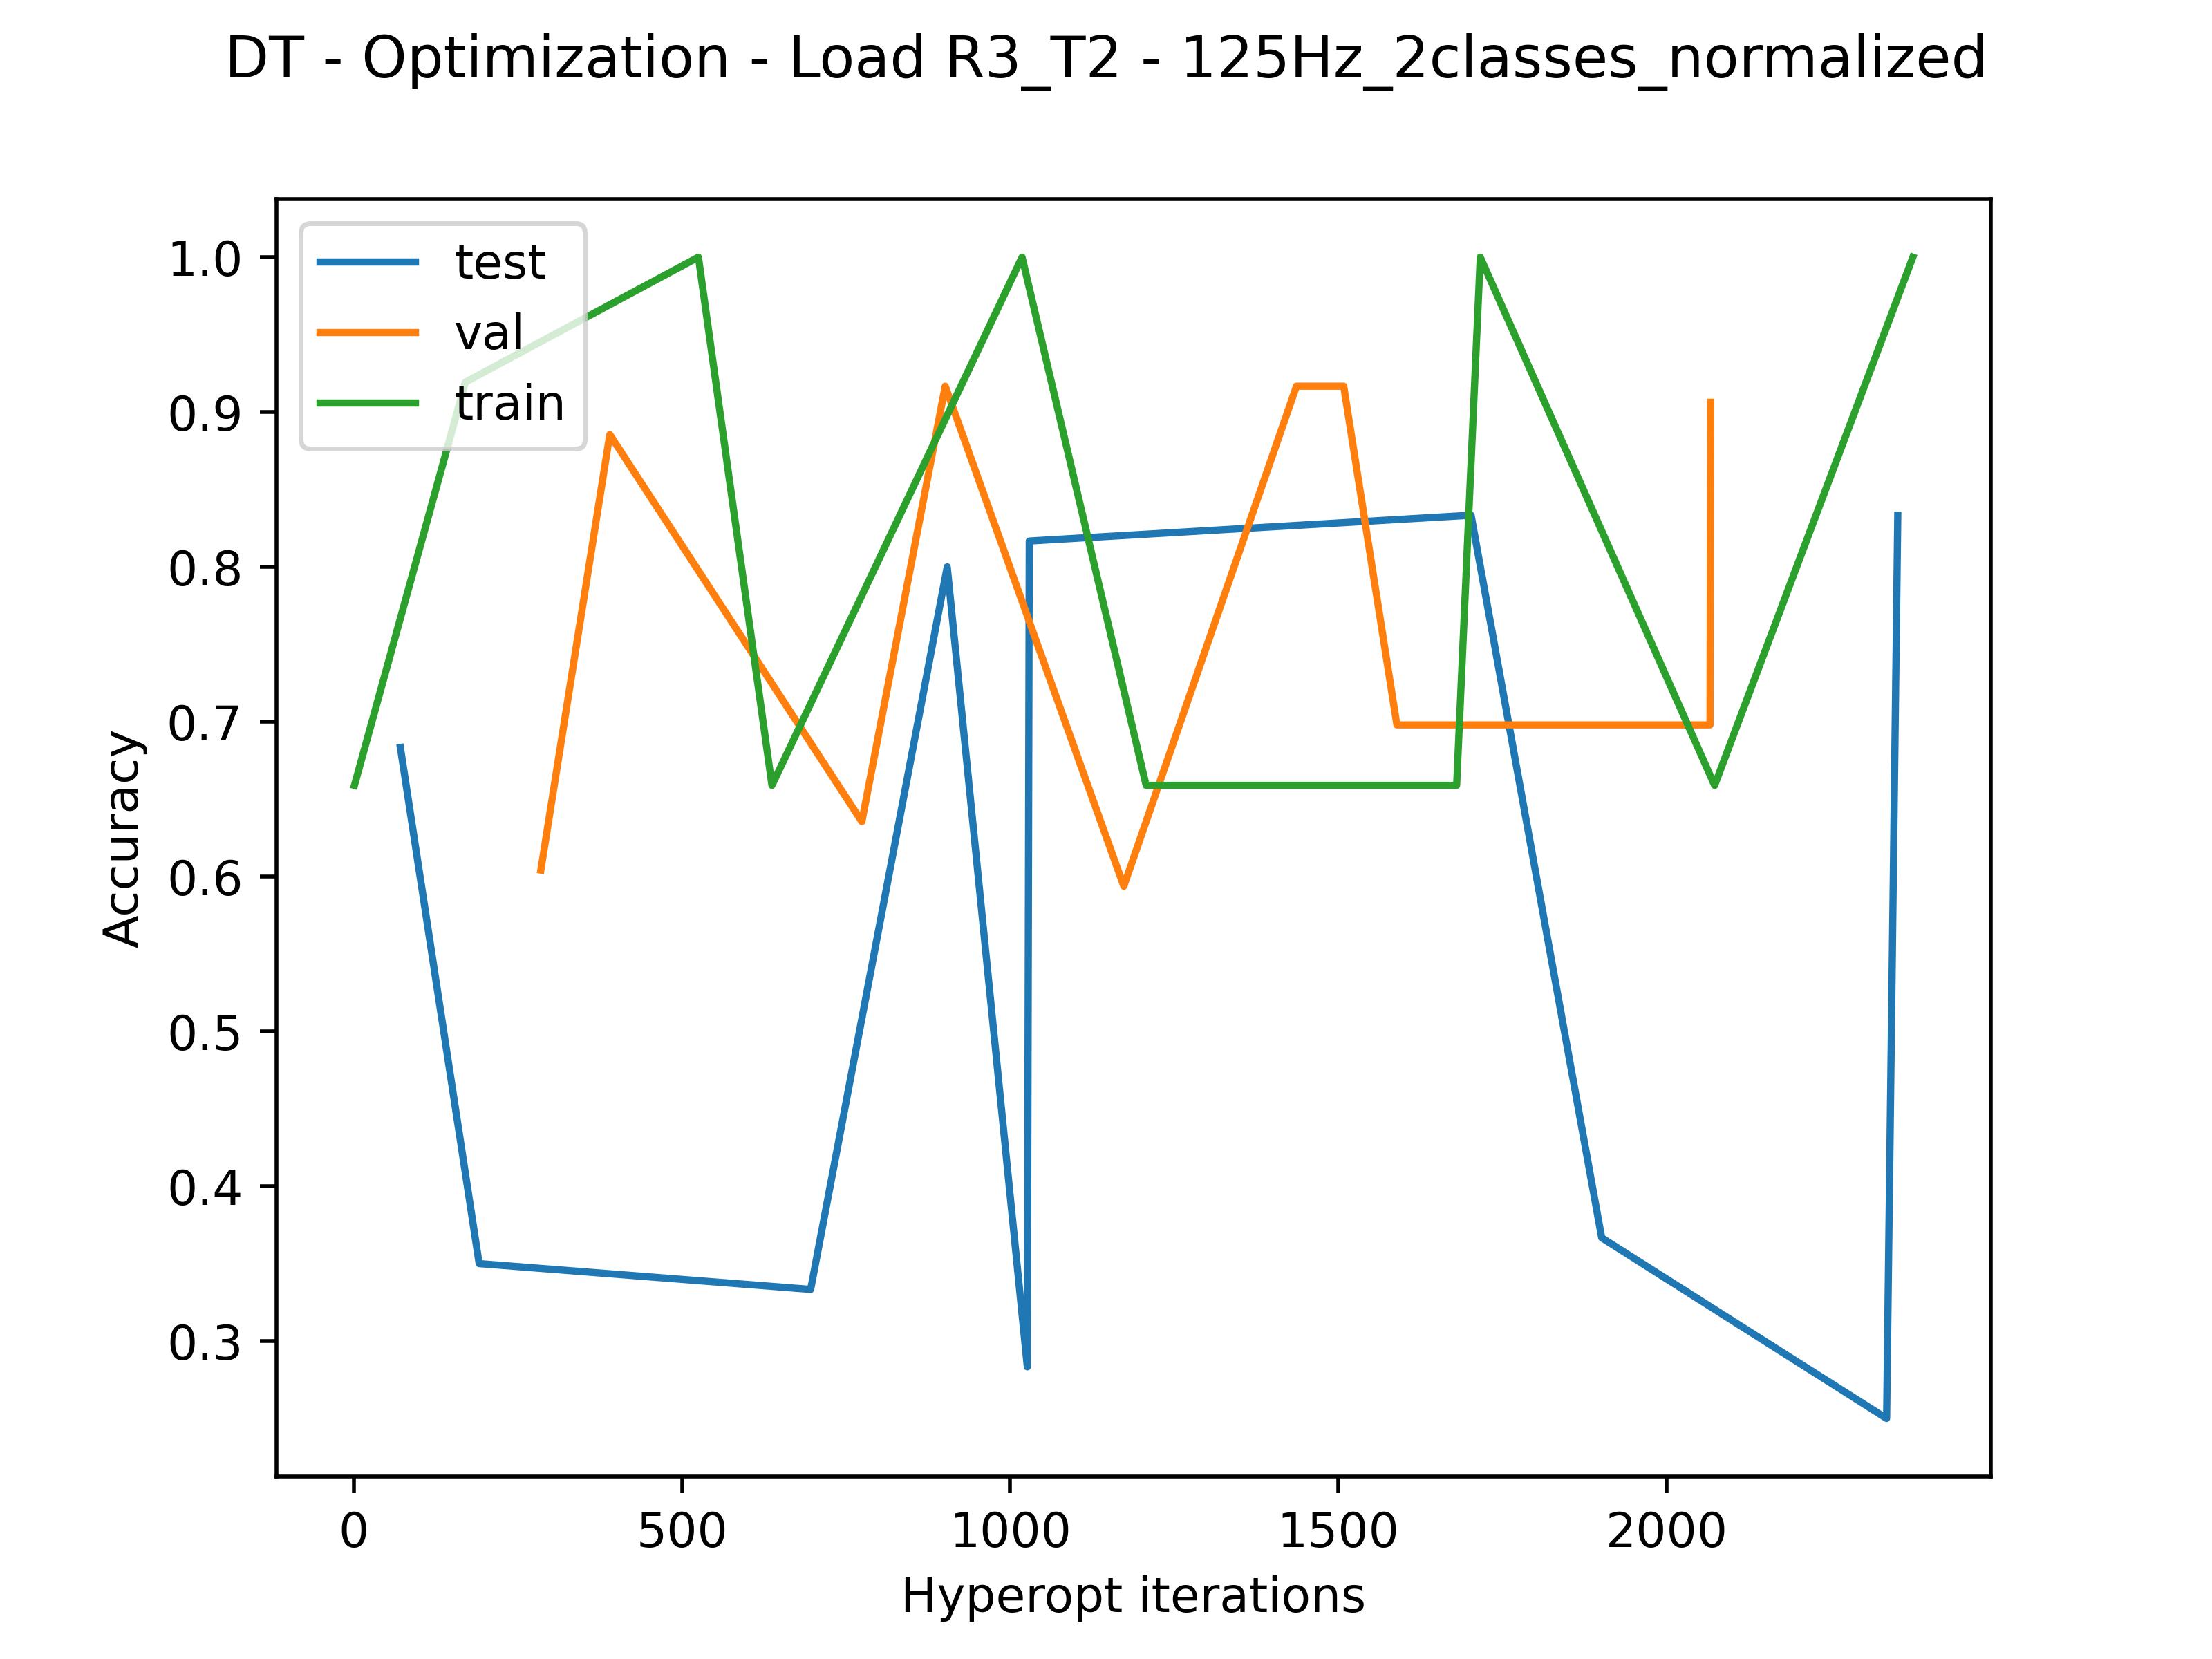 DT - Optimization - Load R3_T2 - 125Hz_2classes_normalized
test
val
train
1.0
0.9
0.8
0.7
0.6
0.5
0.4
0.3
Accuracy
0 500 1000 1500 2000
Hyperopt iterations